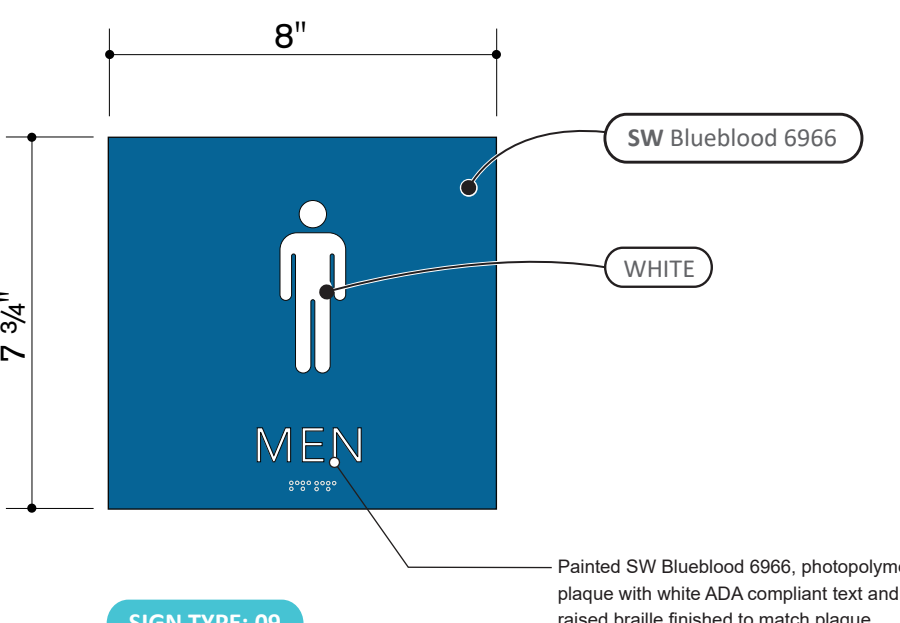 8"
SW Blueblood 6966
WHITE
7 3/4"
MEN
Painted SW Blueblood 6966, photopolyme
plaque with white ADA compliant text and
raised braille finished to match plaque
SIGN TYPE: 09